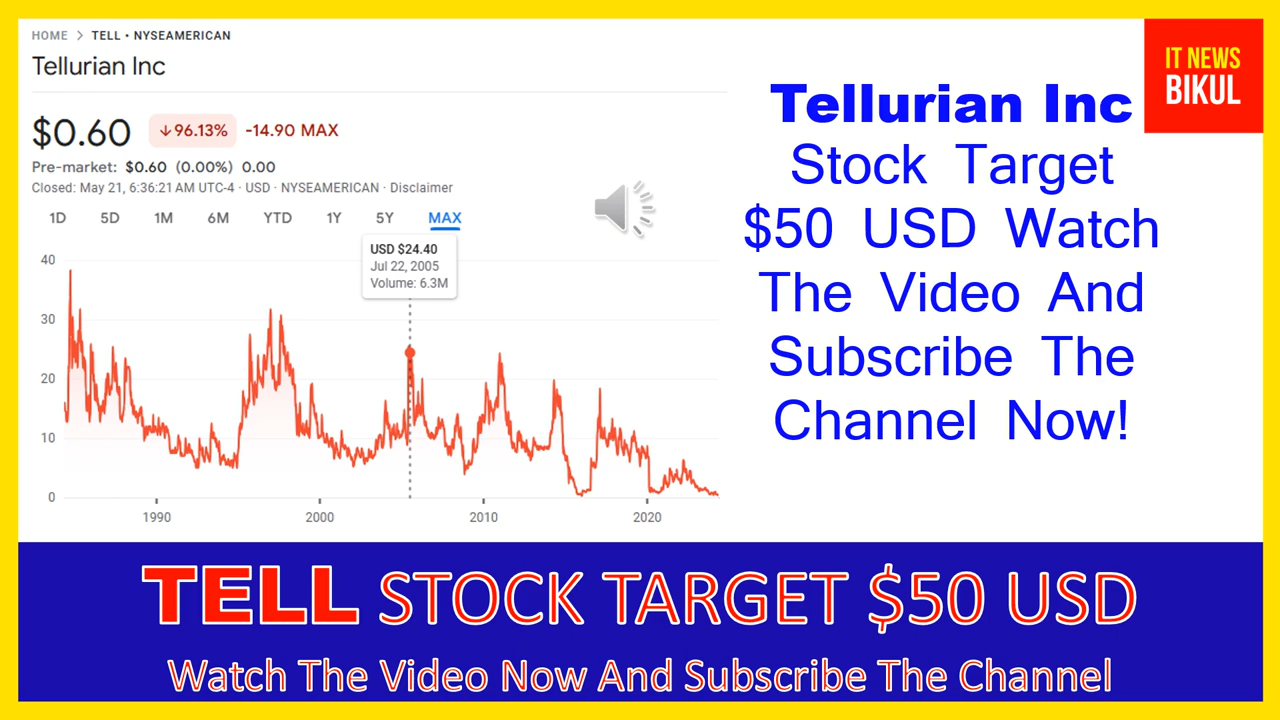 HOME > TELL • NYSEAMERICAN
Tellurian Inc
$0.60 ↓96.13% -14.90 MAX
Pre-market: $0.60 (0.00%) 0.00
Closed: May 21, 6:36:21 AM UTC-4 · USD · NYSEAMERICAN · Disclaimer
1D 5D 1M 6M YTD 1Y 5Y MAX
USD $24.40
Jul 22, 2005
Volume: 6.3M
40
30
20
10
0
1990 2000 2010 2020
IT NEWS
BIKUL
Tellurian Inc
Stock Target
$50 USD Watch
The Video And
Subscribe The
Channel Now!
TELL STOCK TARGET $50 USD
Watch The Video Now And Subscribe The Channel